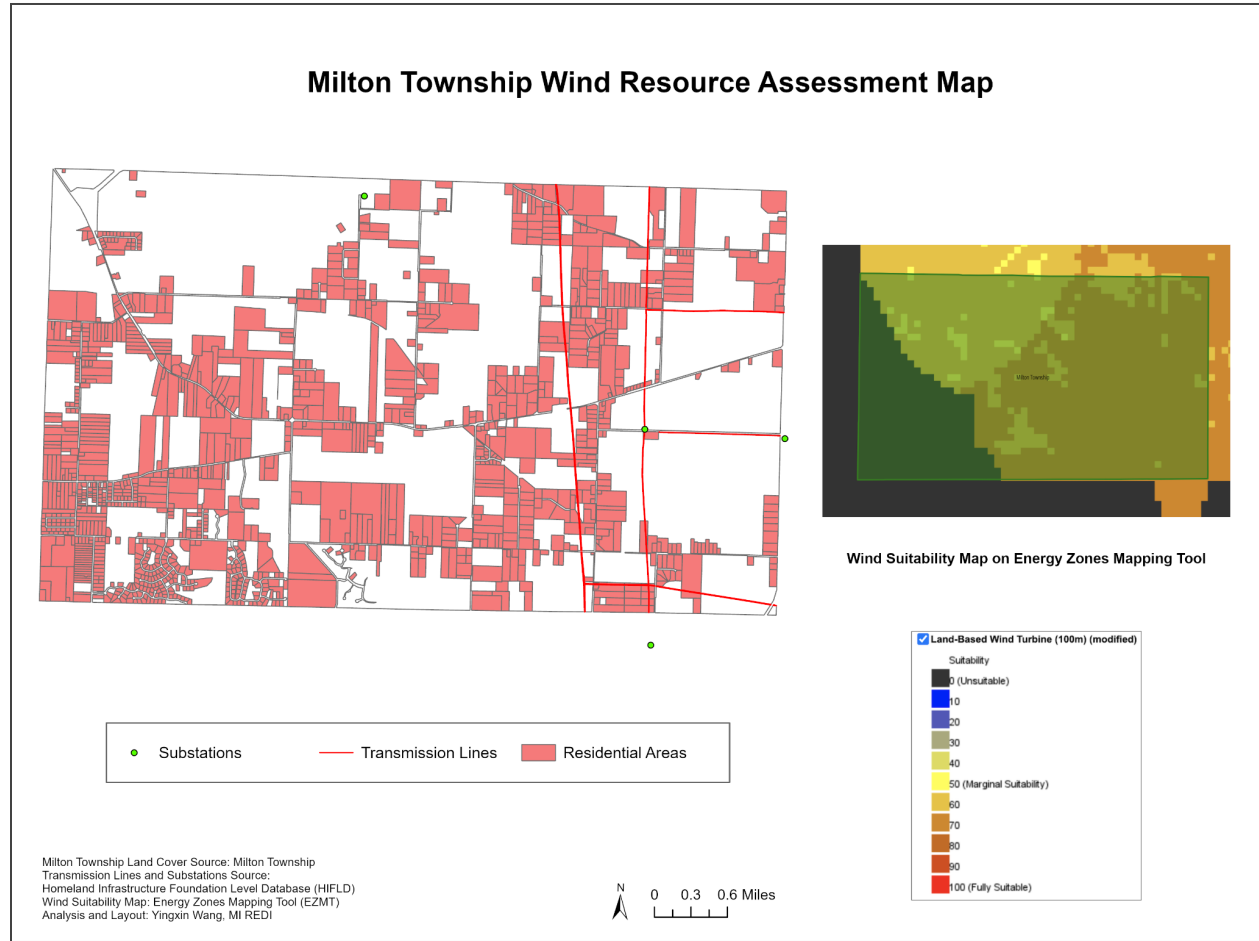 Milton Township Wind Resource Assessment Map
Milton Township
Wind Suitability Map on Energy Zones Mapping Tool
Land-Based Wind Turbine (100m) (modified)
Suitability
0 (Unsuitable)
10
20
30
40
50 (Marginal Suitability)
60
70
80
90
100 (Fully Suitable)
Substations
Transmission Lines
Residential Areas
Milton Township Land Cover Source: Milton Township
Transmission Lines and Substations Source:
Homeland Infrastructure Foundation Level Database (HIFLD)
Wind Suitability Map: Energy Zones Mapping Tool (EZMT)
Analysis and Layout: Yingxin Wang, MI REDI
N
0 0.3 0.6 Miles